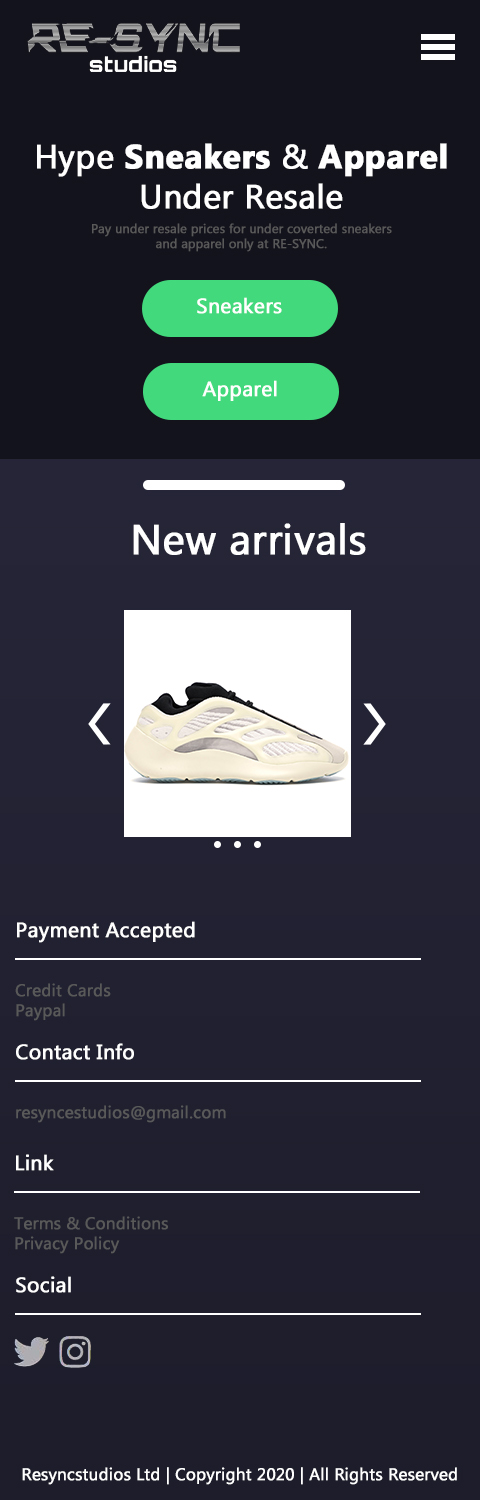 RE-SYNC
studios
Hype Sneakers & Apparel
Under Resale
Pay under resale prices for under coverted sneakers
and apparel only at RE-SYNC.
Sneakers
Apparel
New arrivals
Payment Accepted
Credit Cards
Paypal
Contact Info
resyncestudios@gmail.com
Link
Terms & Conditions
Privacy Policy
Social
Resyncstudios Ltd | Copyright 2020 | All Rights Reserved